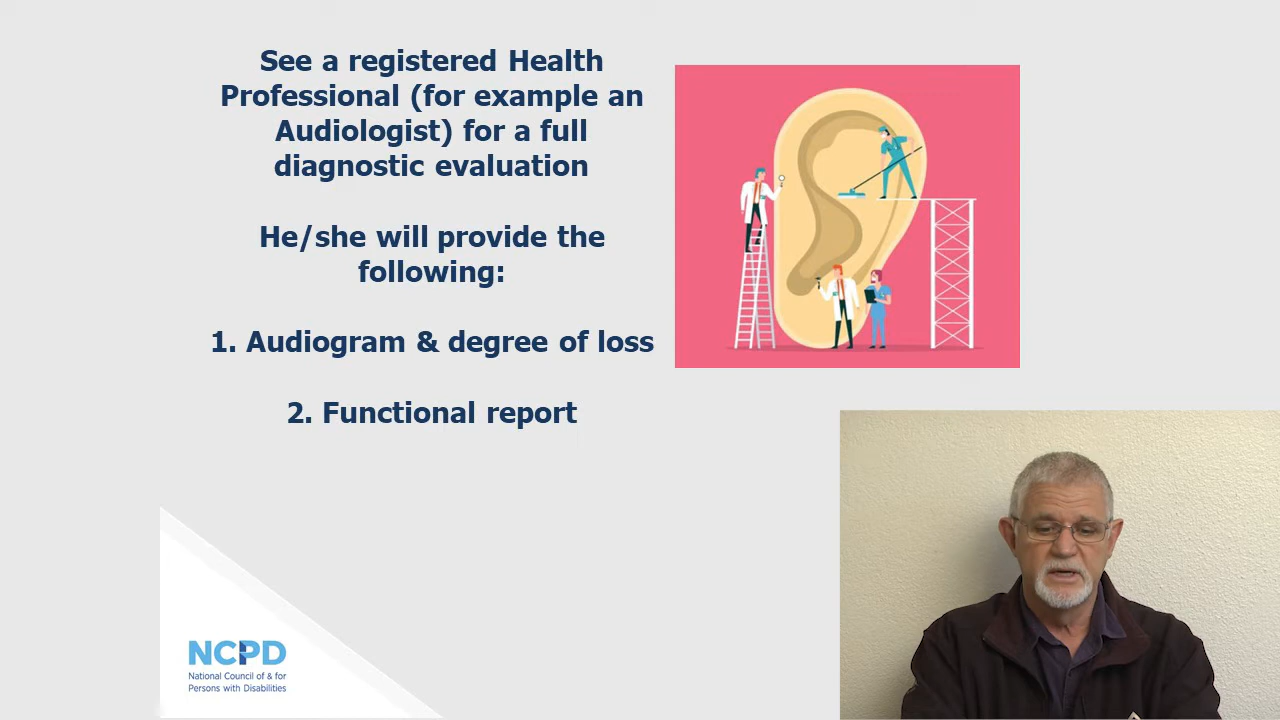 See a registered Health
Professional (for example an
Audiologist) for a full
diagnostic evaluation
He/she will provide the
following:
1. Audiogram & degree of loss
2. Functional report
NCPD
National Council of & for
Persons with Disabilities